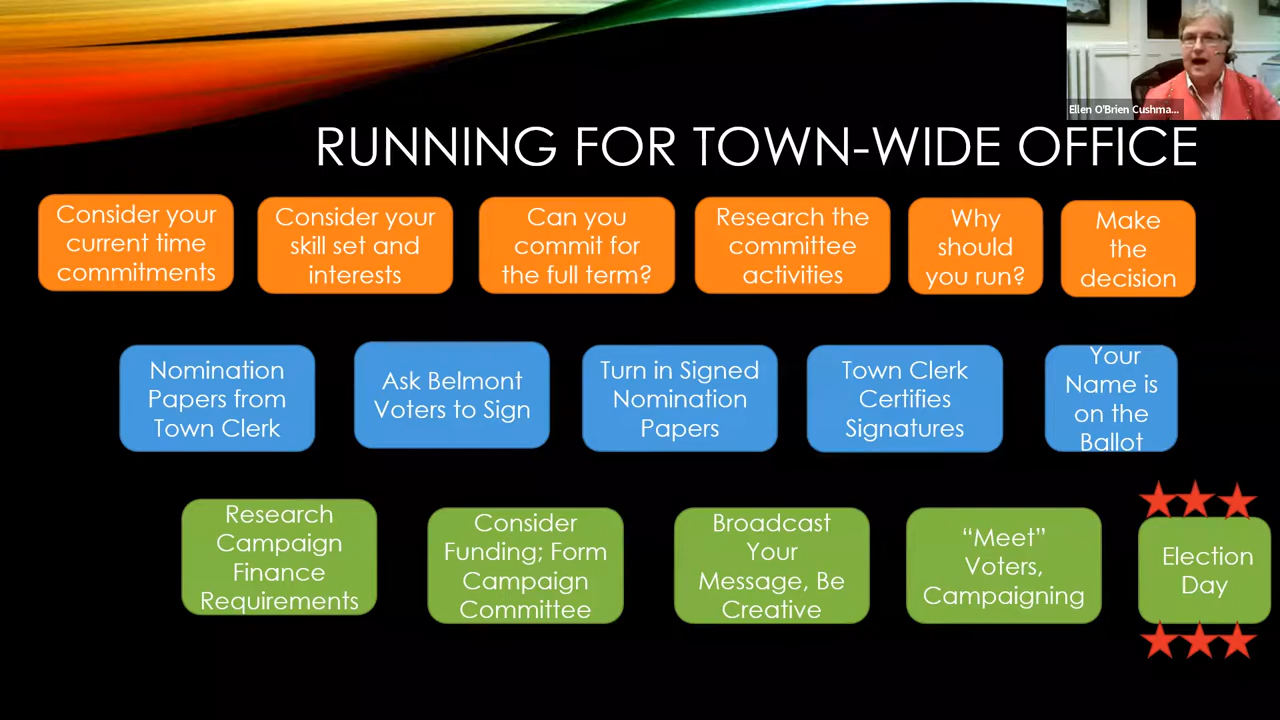 Ellen O'Brien Cushma...
RUNNING FOR TOWN-WIDE OFFICE
Consider your
current time
commitments
Consider your
skill set and
interests
Can you
commit for
the full term?
Research the
committee
activities
Why
should
you run?
Make
the
decision
Nomination
Papers from
Town Clerk
Ask Belmont
Voters to Sign
Turn in Signed
Nomination
Papers
Town Clerk
Certifies
Signatures
Your
Name is
on the
Ballot
Research
Campaign
Finance
Requirements
Consider
Funding; Form
Campaign
Committee
Broadcast
Your
Message, Be
Creative
“Meet”
Voters,
Campaigning
Election
Day